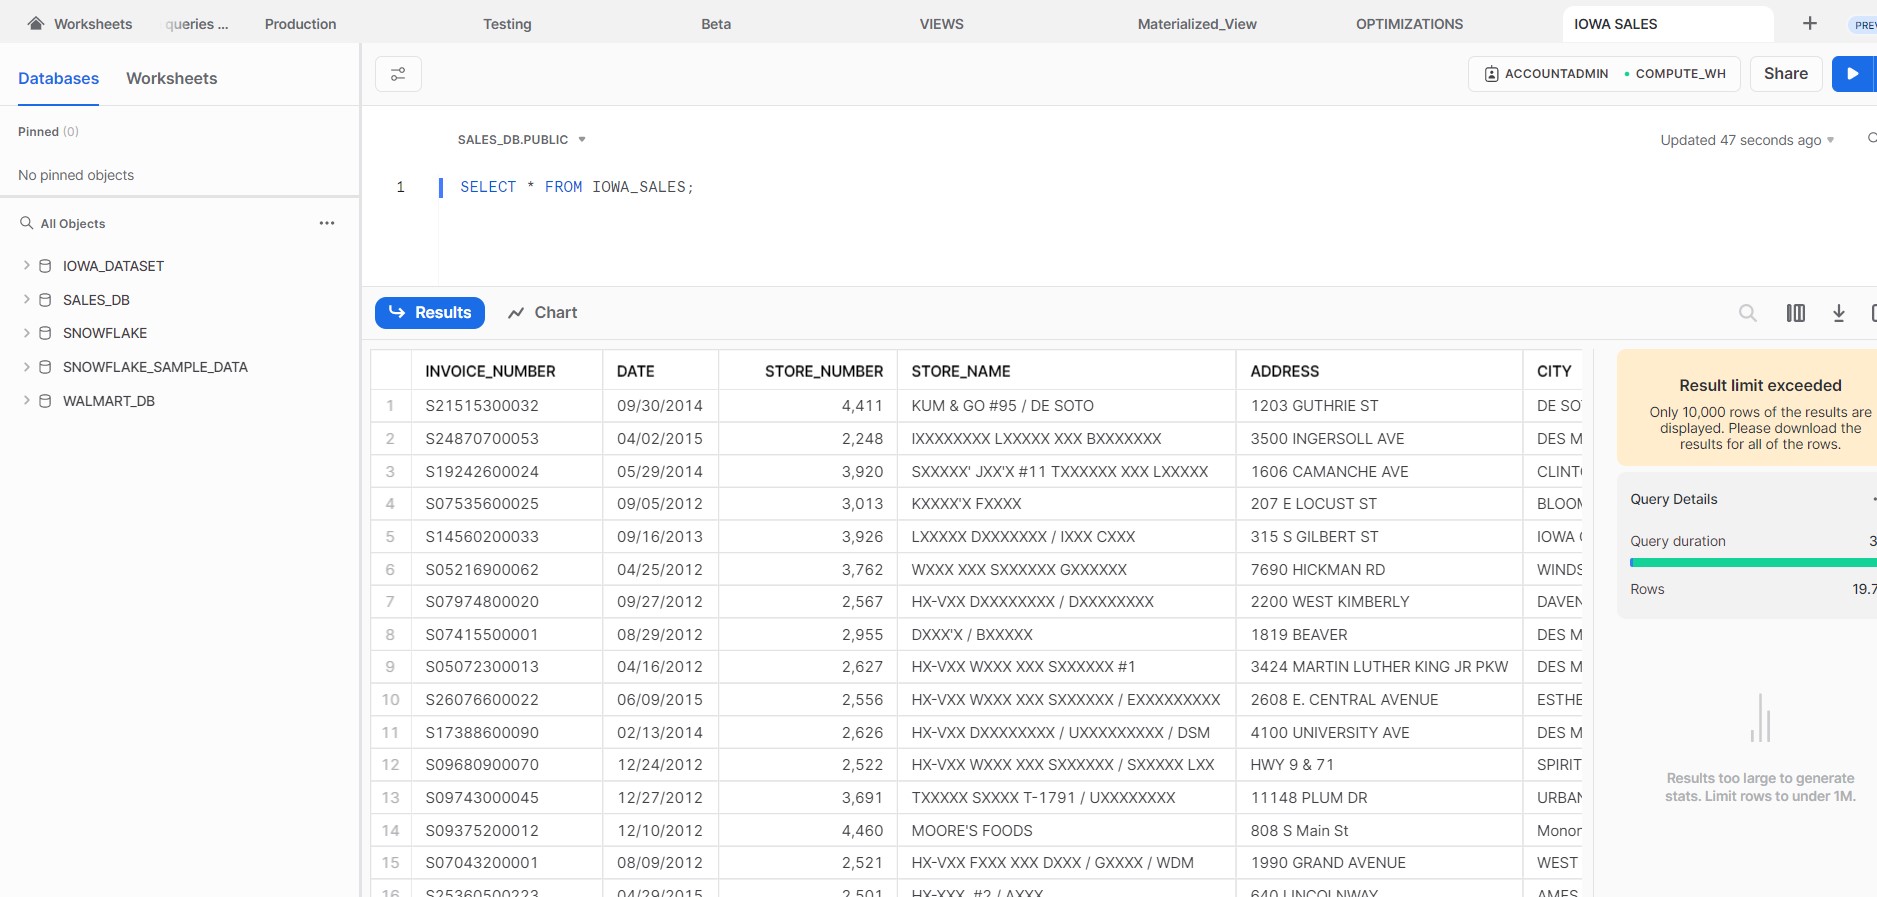 Worksheets queries ... Production Testing Beta VIEWS Materialized_View OPTIMIZATIONS IOWA SALES
Databases Worksheets
ACCOUNTADMIN COMPUTE_WH Share
Pinned (0)
No pinned objects
All Objects
IOWA_DATASET
SALES_DB
SNOWFLAKE
SNOWFLAKE_SAMPLE_DATA
WALMART_DB
SALES_DB.PUBLIC Updated 47 seconds ago
1 SELECT * FROM IOWA_SALES;
Results Chart
INVOICE_NUMBER DATE STORE_NUMBER STORE_NAME ADDRESS CITY
1 S21515300032 09/30/2014 4,411 KUM & GO #95 / DE SOTO 1203 GUTHRIE ST DE SO
2 S24870700053 04/02/2015 2,248 IXXXXXXXX LXXXXX XXX BXXXXXXX 3500 INGERSOLL AVE DES M
3 S19242600024 05/29/2014 3,920 SXXXXX' JXX'X #11 TXXXXXX XXX LXXXXX 1606 CAMANCHE AVE CLINT
4 S07535600025 09/05/2012 3,013 KXXXX'X FXXXX 207 E LOCUST ST BLOOM
5 S14560200033 09/16/2013 3,926 LXXXXX DXXXXXXX / IXXX CXXX 315 S GILBERT ST IOWA
6 S05216900062 04/25/2012 3,762 WXXX XXX SXXXXXX GXXXXXX 7690 HICKMAN RD WINDS
7 S07974800020 09/27/2012 2,567 HX-VXX DXXXXXXXX / DXXXXXXXX 2200 WEST KIMBERLY DAVEN
8 S07415500001 08/29/2012 2,955 DXXX'X / BXXXXX 1819 BEAVER DES M
9 S05072300013 04/16/2012 2,627 HX-VXX WXXX XXX SXXXXXX #1 3424 MARTIN LUTHER KING JR PKW DES M
10 S26076600022 06/09/2015 2,556 HX-VXX WXXX XXX SXXXXXX / EXXXXXXXXX 2608 E. CENTRAL AVENUE ESTHE
11 S17388600090 02/13/2014 2,626 HX-VXX DXXXXXXXX / UXXXXXXXXX / DSM 4100 UNIVERSITY AVE DES M
12 S09680900070 12/24/2012 2,522 HX-VXX WXXX XXX SXXXXXX / SXXXXX LXX HWY 9 & 71 SPIRIT
13 S09743000045 12/27/2012 3,691 TXXXXX SXXXX T-1791 / UXXXXXXXX 11148 PLUM DR URBAN
14 S09375200012 12/10/2012 4,460 MOORE'S FOODS 808 S Main St Monor
15 S07043200001 08/09/2012 2,521 HX-VXX FXXX XXX DXXX / GXXXX / WDM 1990 GRAND AVENUE WEST
16 S25360500223 04/29/2015 2,501 HX-XXX #2 / AXXX 640 LINCOLNWAY AMES
Result limit exceeded
Only 10,000 rows of the results are
displayed. Please download the
results for all of the rows.
Query Details
Query duration 3
Rows 19.7
Results too large to generate
stats. Limit rows to under 1M.